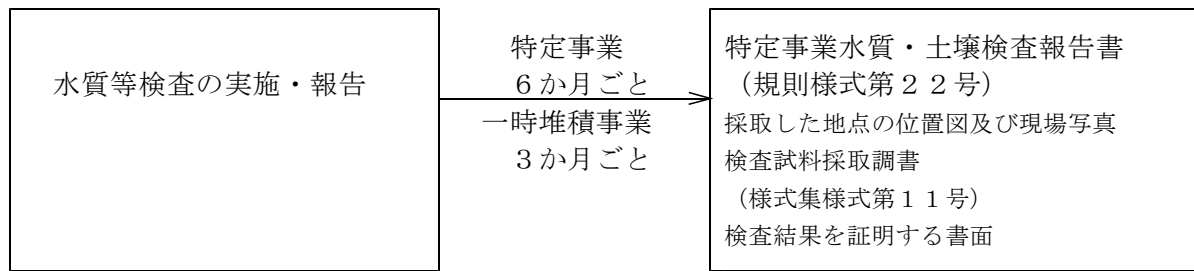 水質等検査の実施・報告
特定事業
６か月ごと
一時堆積事業
３か月ごと
特定事業水質・土壌検査報告書
（規則様式第２２号）
採取した地点の位置図及び現場写真
検査試料採取調書
（様式集様式第１１号）
検査結果を証明する書面